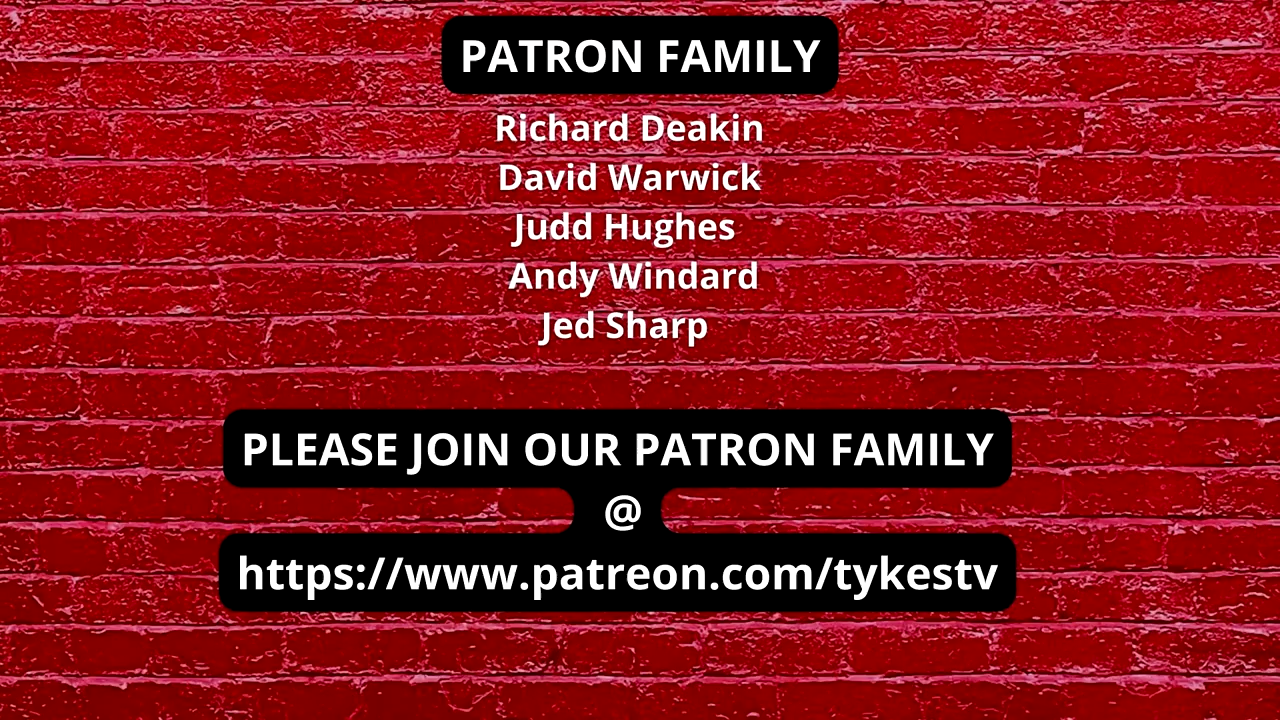 PATRON FAMILY
Richard Deakin
David Warwick
Judd Hughes
Andy Windard
Jed Sharp
PLEASE JOIN OUR PATRON FAMILY
@
https://www.patreon.com/tykestv